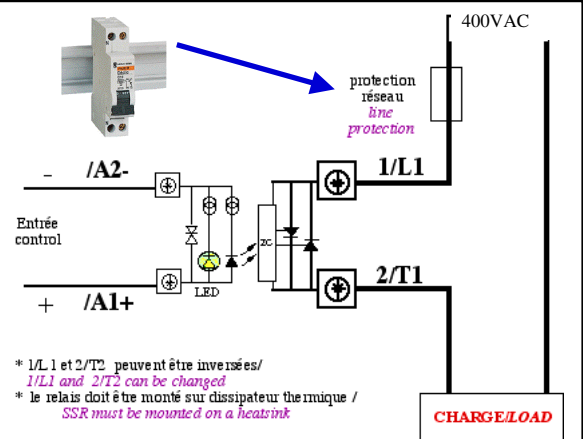 400VAC
protection
réseau
line
protection
– /A2-
1/L1
Entrée
control
ZC
LED
2/T1
+ /A1+
* 1/L1 et 2/T2 peuvent être inversées/
1/L1 and 2/T2 can be changed
* le relais doit être monté sur dissipateur thermique /
SSR must be mounted on a heatsink
CHARGE/LOAD